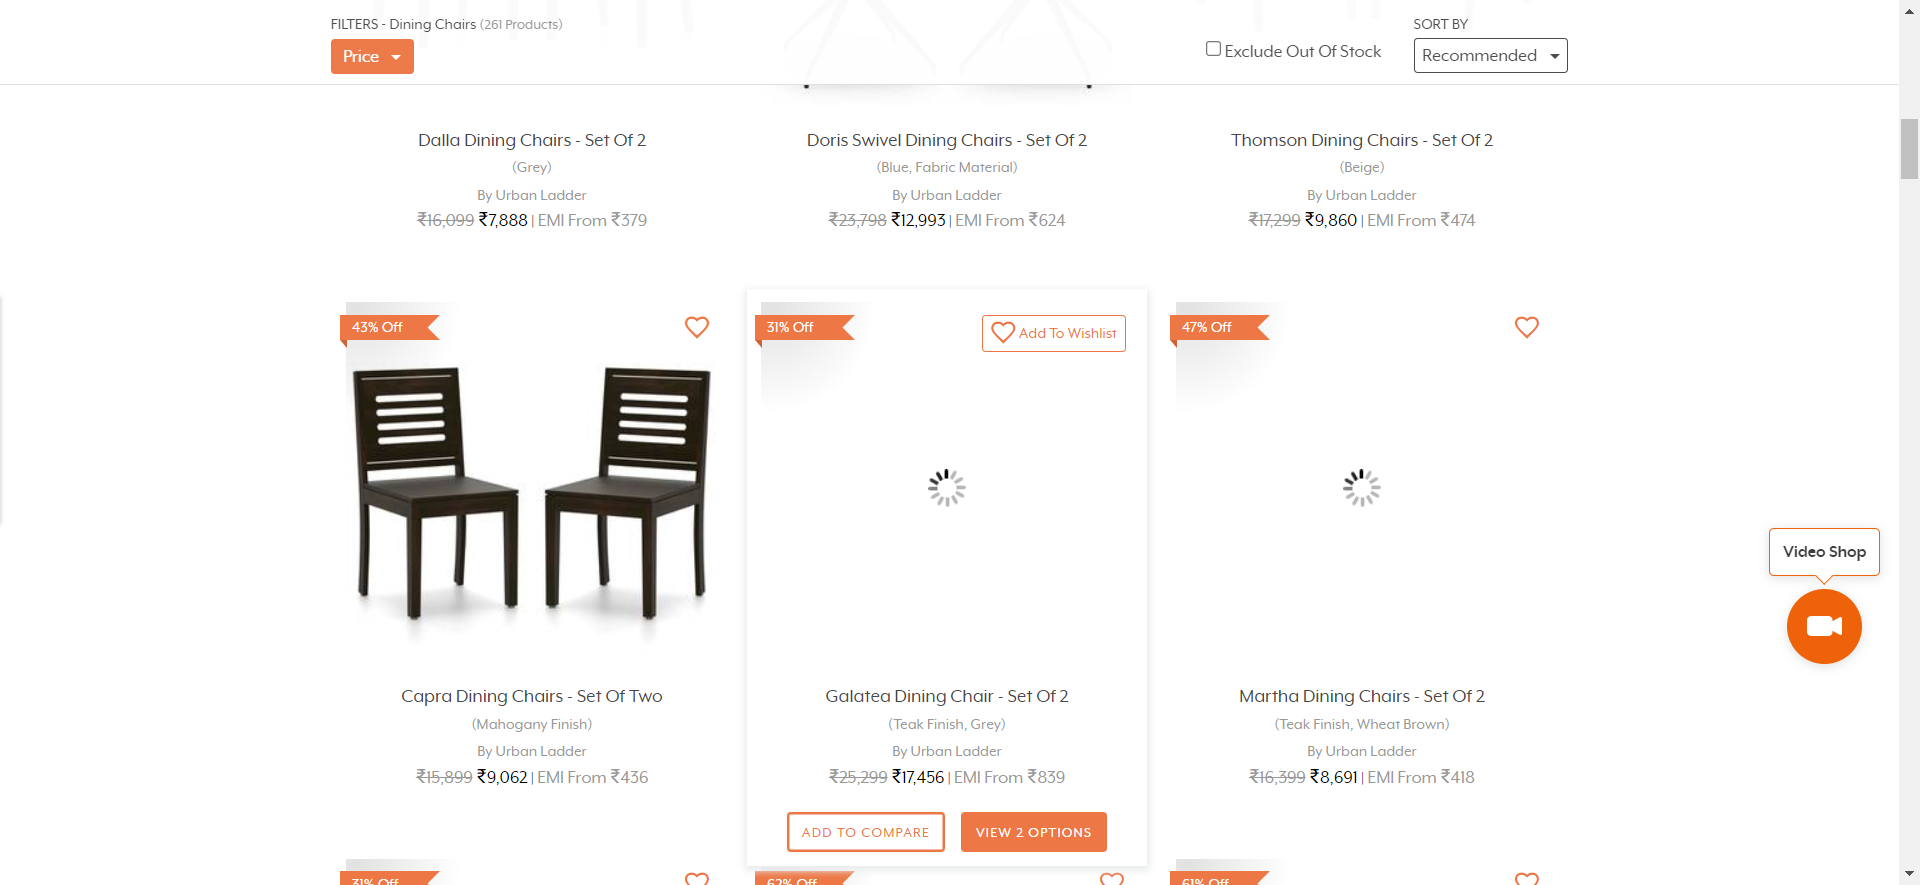 FILTERS - Dining Chairs (261 Products)
Price
Exclude Out Of Stock
SORT BY
Recommended
Dalla Dining Chairs - Set Of 2
(Grey)
By Urban Ladder
₹16,099 ₹7,888 | EMI From ₹379
Doris Swivel Dining Chairs - Set Of 2
(Blue, Fabric Material)
By Urban Ladder
₹23,798 ₹12,993 | EMI From ₹624
Thomson Dining Chairs - Set Of 2
(Beige)
By Urban Ladder
₹17,299 ₹9,860 | EMI From ₹474
43% Off
Capra Dining Chairs - Set Of Two
(Mahogany Finish)
By Urban Ladder
₹15,899 ₹9,062 | EMI From ₹436
31% Off
Add To Wishlist
Galatea Dining Chair - Set Of 2
(Teak Finish, Grey)
By Urban Ladder
₹25,299 ₹17,456 | EMI From ₹839
ADD TO COMPARE
VIEW 2 OPTIONS
47% Off
Martha Dining Chairs - Set Of 2
(Teak Finish, Wheat Brown)
By Urban Ladder
₹16,399 ₹8,691 | EMI From ₹418
Video Shop
31% Off
62% Off
61% Off